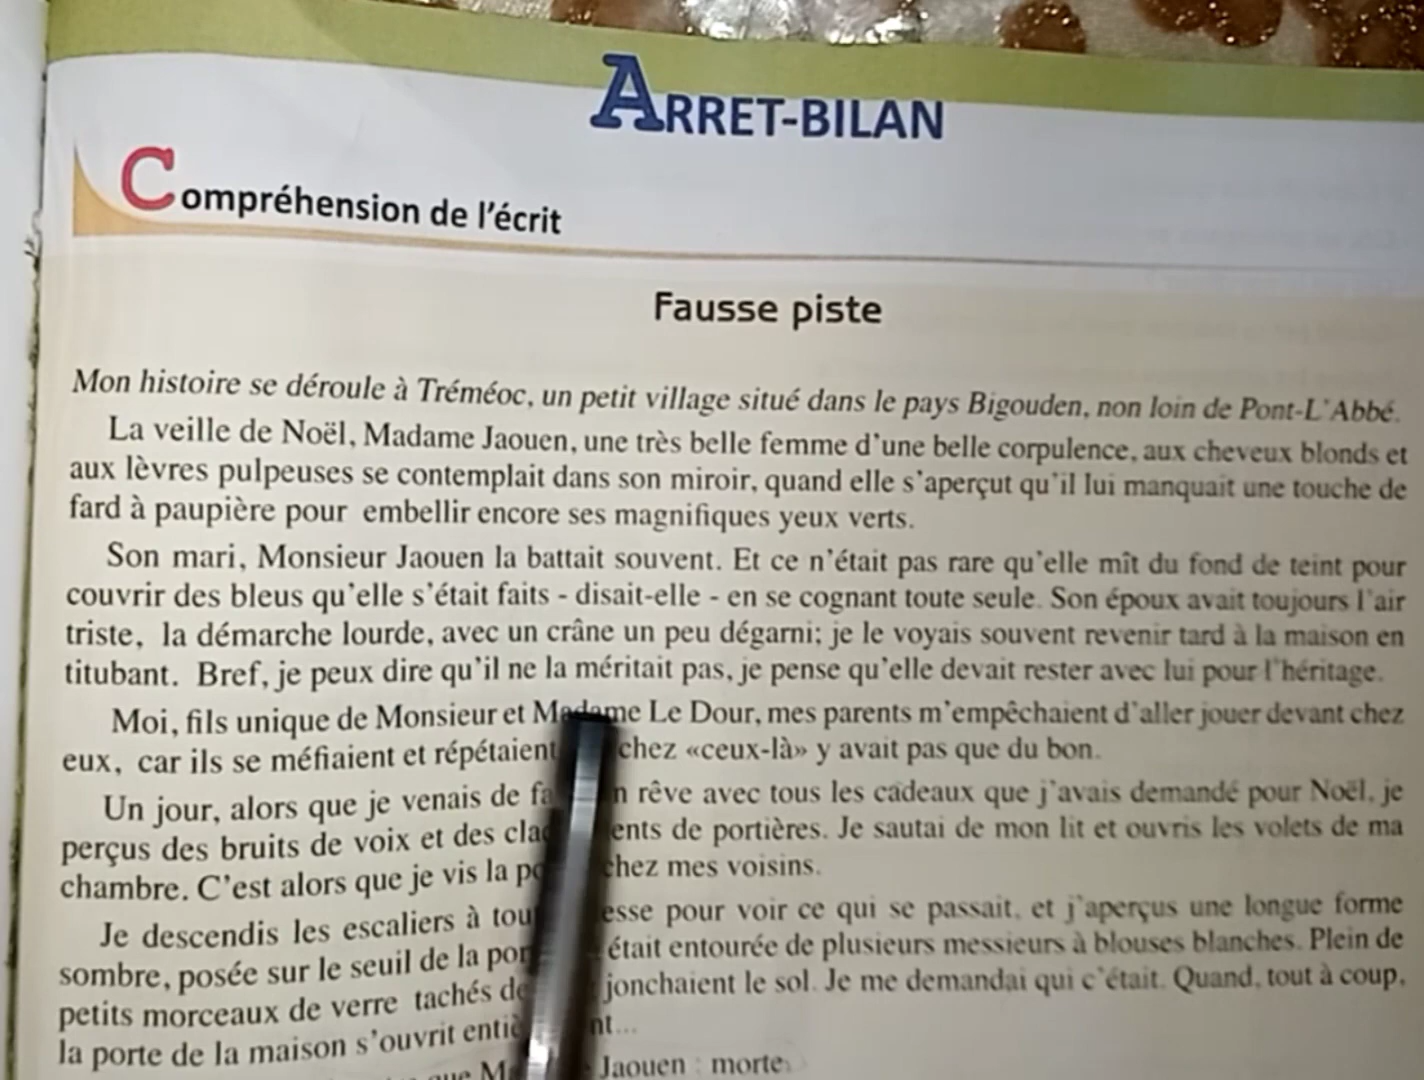 ARRET-BILAN
Compréhension de l'écrit
Fausse piste
Mon histoire se déroule à Tréméoc, un petit village situé dans le pays Bigouden, non loin de Pont-L'Abbé.
La veille de Noël, Madame Jaouen, une très belle femme d'une belle corpulence, aux cheveux blonds et
aux lèvres pulpeuses se contemplait dans son miroir, quand elle s'aperçut qu'il lui manquait une touche de
fard à paupière pour embellir encore ses magnifiques yeux verts.
Son mari, Monsieur Jaouen la battait souvent. Et ce n'était pas rare qu'elle mît du fond de teint pour
couvrir des bleus qu'elle s'était faits - disait-elle - en se cognant toute seule. Son époux avait toujours l'air
triste, la démarche lourde, avec un crâne un peu dégarni; je le voyais souvent revenir tard à la maison en
titubant. Bref, je peux dire qu'il ne la méritait pas, je pense qu'elle devait rester avec lui pour l'héritage.
Moi, fils unique de Monsieur et Madame Le Dour, mes parents m'empêchaient d'aller jouer devant chez
eux, car ils se méfiaient et répétaient chez «ceux-là» y avait pas que du bon.
Un jour, alors que je venais de rêve avec tous les cadeaux que j'avais demandé pour Noël, je
perçus des bruits de voix et des de portières. Je sautai de mon lit et ouvris les volets de ma
chambre. C'est alors que je vis la chez mes voisins.
Je descendis les escaliers à pour voir ce qui se passait, et j'aperçus une longue forme
sombre, posée sur le seuil de la était entourée de plusieurs messieurs à blouses blanches. Plein de
petits morceaux de verre tachés jonchaient le sol. Je me demandai qui c'était. Quand, tout à coup,
la porte de la maison s'ouvrit
que Jaouen : morte.